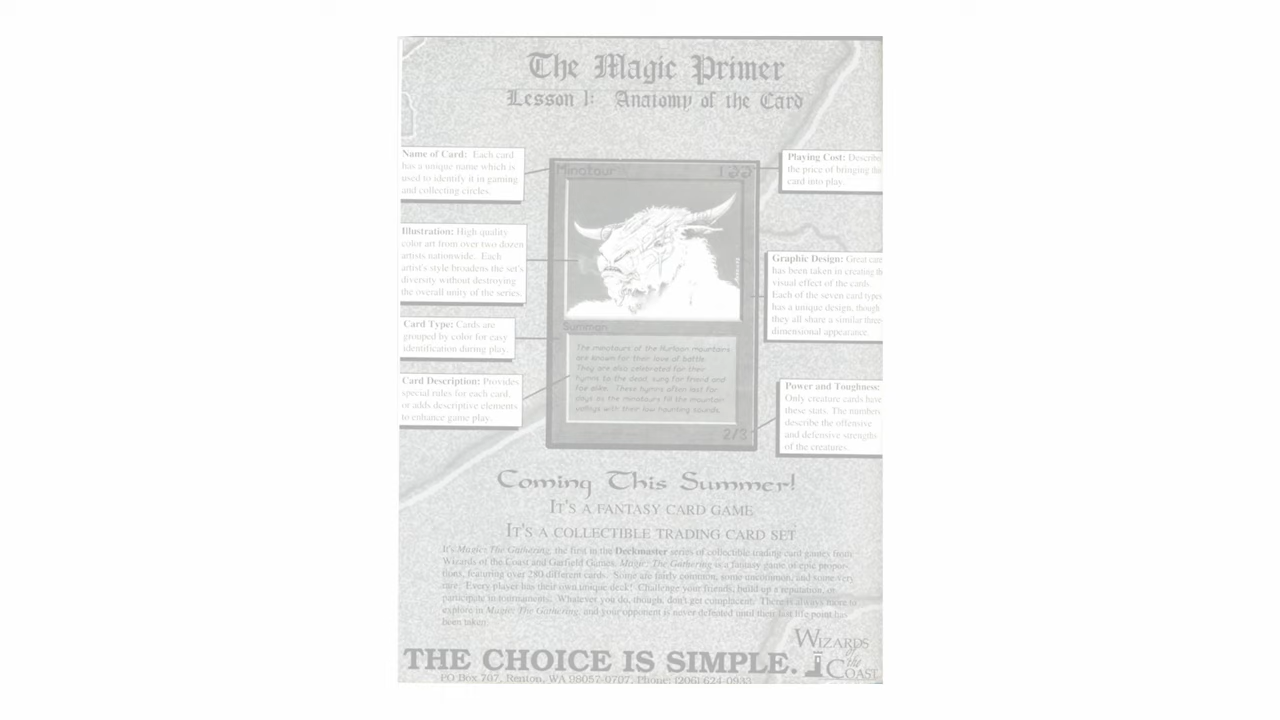 The Magic Primer
Lesson 1: Anatomy of the Card
Name of Card: Each card
has a unique name which is
used to identify it in gaming
and collecting circles.
Illustration: High quality
color art from over two dozen
artists nationwide. Each
artist's style broadens the set's
diversity without destroying
the overall unity of the series.
Card Type: Cards are
grouped by color for easy
identification during play.
Card Description: Provides
special rules for each card,
or adds descriptive elements
to enhance game play.
Minotaur
Summon
The minotaurs of the Hurloon mountains
are known for their love of battle.
They are also celebrated for their
hymns to the dead, sung for friend and
foe alike. These hymns often last for
days as the minotaurs fill the mountain
valleys with their low haunting sounds.
2/3
Playing Cost: Describe
the price of bringing the
card into play.
Graphic Design: Great care
has been taken in creating th
visual effect of the cards.
Each of the seven card types
has a unique design, though
they all share a similar three-
dimensional appearance.
Power and Toughness:
Only creature cards have
these stats. The numbers
describe the offensive
and defensive strengths
of the creatures.
Coming This Summer!
IT'S A FANTASY CARD GAME
IT'S A COLLECTIBLE TRADING CARD SET
It's Magic: The Gathering, the first in the Deckmaster series of collectible trading card games from
Wizards of the Coast and Garfield Games. Magic: The Gathering is a fantasy game of epic propor-
tions, featuring over 280 different cards. Some are fairly common, some uncommon, and some very
rare. Every player has their own unique deck! Challenge your friends, build up a reputation, or
participate in tournaments. Whatever you do, though, don't get complacent. There is always more to
explore in Magic: The Gathering, and your opponent is never defeated until their last life point has
been taken.
THE CHOICE IS SIMPLE.
WIZARDS
of the
COAST
PO Box 707, Renton, WA 98057-0707, Phone: (206) 624-0933